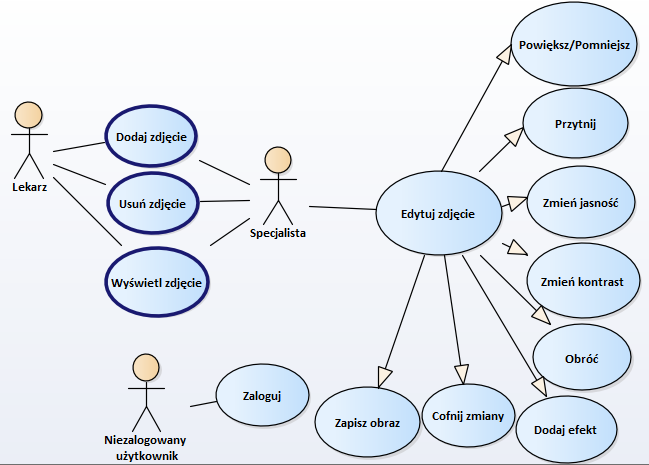 Powiększ/Pomniejsz
Przytnij
Dodaj zdjęcie
Lekarz
Usuń zdjęcie
Zmień jasność
Edytuj zdjęcie
Specjalista
Wyświetl zdjęcie
Zmień kontrast
Obróć
Zaloguj
Zapisz obraz
Cofnij zmiany
Dodaj efekt
Niezalogowany
użytkownik